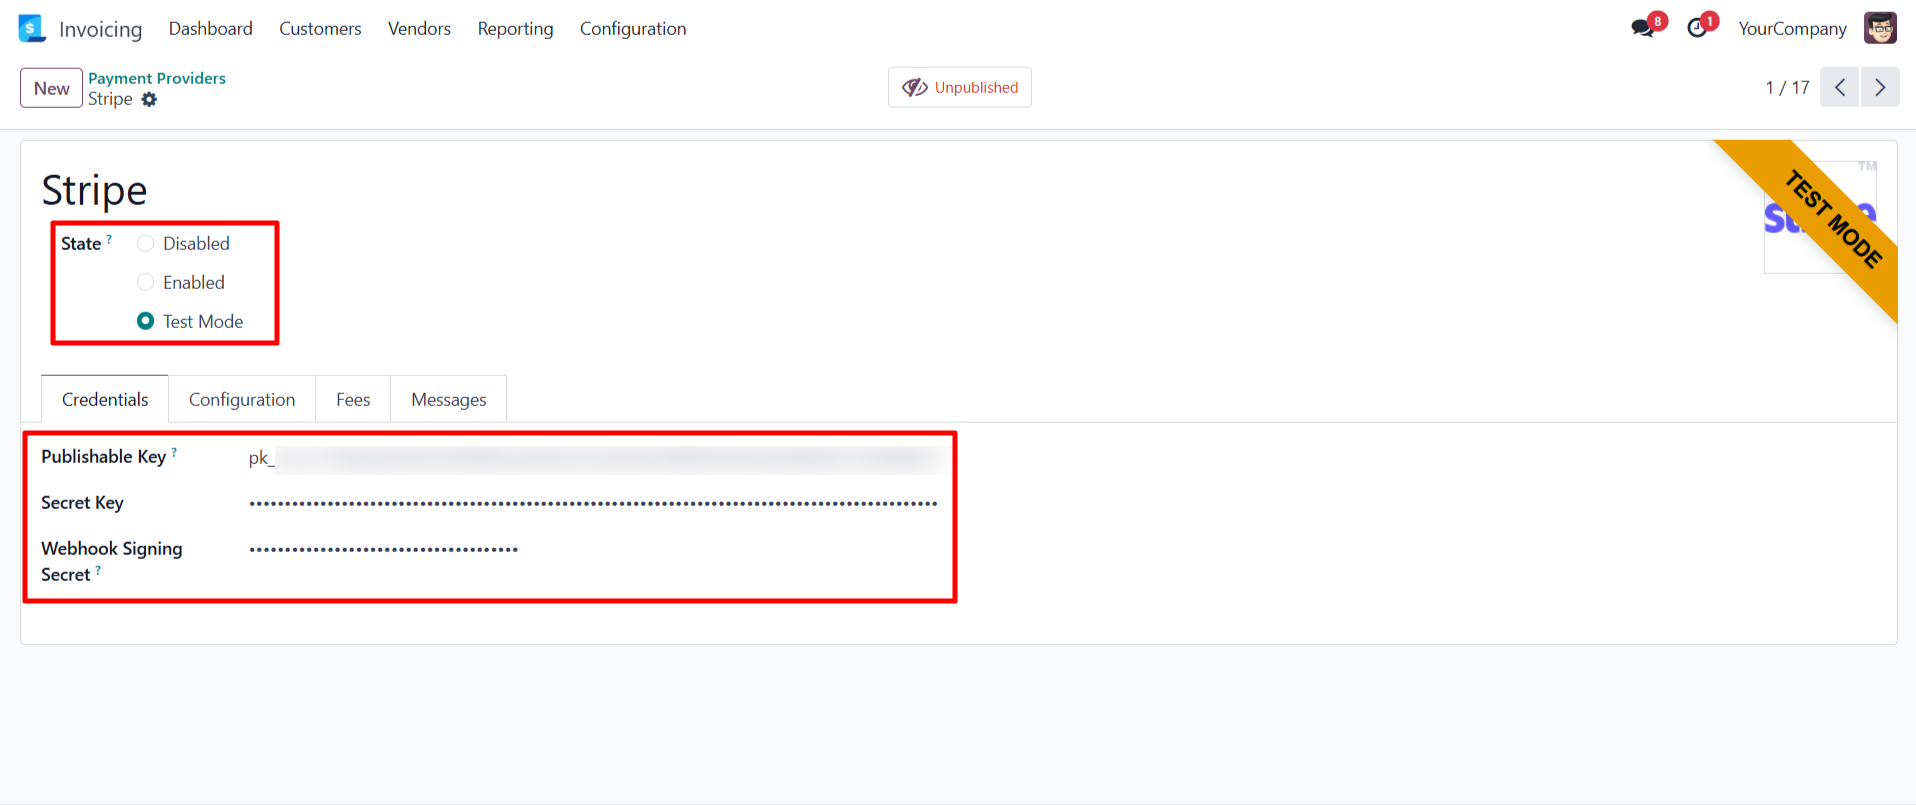 Invoicing Dashboard Customers Vendors Reporting Configuration 8 1 YourCompany
New Payment Providers
Stripe
Unpublished
1 / 17
Stripe
TM
TEST MODE
State ? Disabled
Enabled
Test Mode
Credentials Configuration Fees Messages
Publishable Key ? pk_
Secret Key ••••••••••••••••••••••••••••••••••••••••••••••••••••••••••••••••••••••••••••••••••••••••••••••••••
Webhook Signing ••••••••••••••••••••••••••••••••••••••
Secret ?